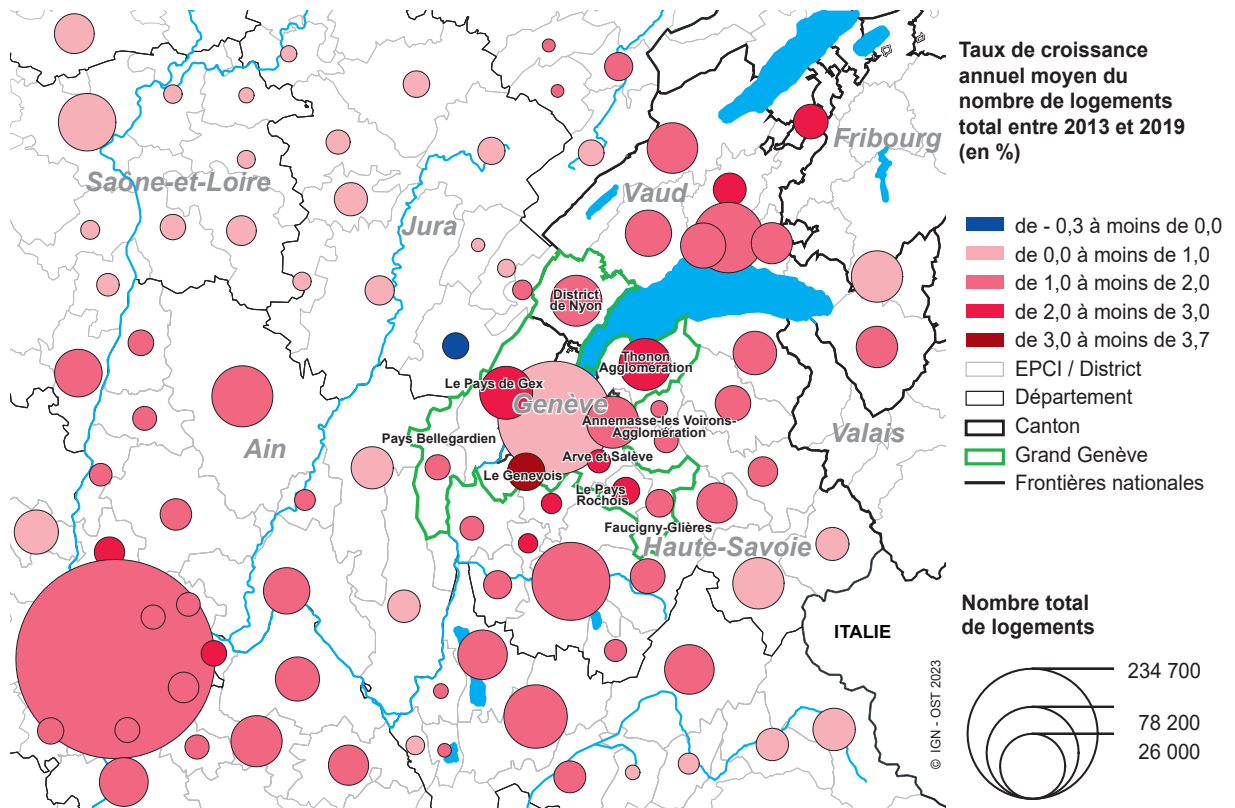 Taux de croissance
annuel moyen du
nombre de logements
total entre 2013 et 2019
(en %)
de - 0,3 à moins de 0,0
de 0,0 à moins de 1,0
de 1,0 à moins de 2,0
de 2,0 à moins de 3,0
de 3,0 à moins de 3,7
EPCI / District
Département
Canton
Grand Genève
Frontières nationales
Nombre total
de logements
234 700
78 200
26 000
Fribourg
Saône-et-Loire
Vaud
Jura
District
de Nyon
Thonon
Agglomération
Le Pays de Gex
Genève
Annemasse-les Voirons-
Agglomération
Valais
Ain
Pays Bellegardien
Arve et Salève
Le Genevois
Le Pays
Rochois
Faucigny-Glières
Haute-Savoie
ITALIE
© IGN - OST 2023